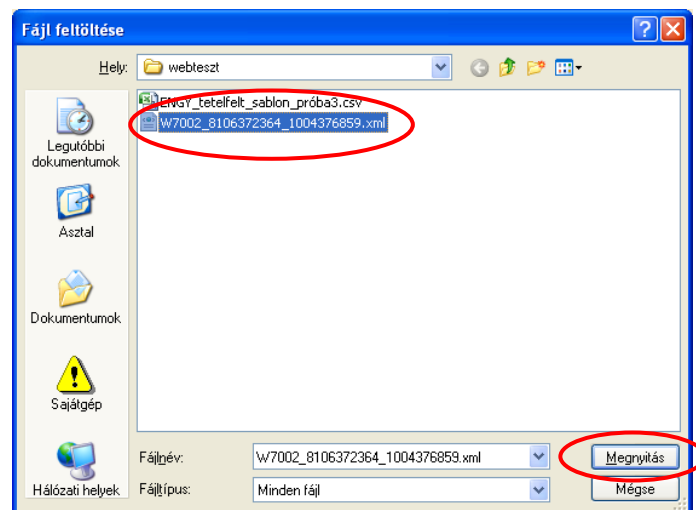 Fájl feltöltése
Hely:
webteszt
ENGY_tetelfelt_sablon_próba3.csv
W7002_8106372364_1004376859.xml
Legutóbbi
dokumentumok
Asztal
Dokumentumok
Sajátgép
Hálózati helyek
Fájlnév:
W7002_8106372364_1004376859.xml
Megnyitás
Fájltípus:
Minden fájl
Mégse